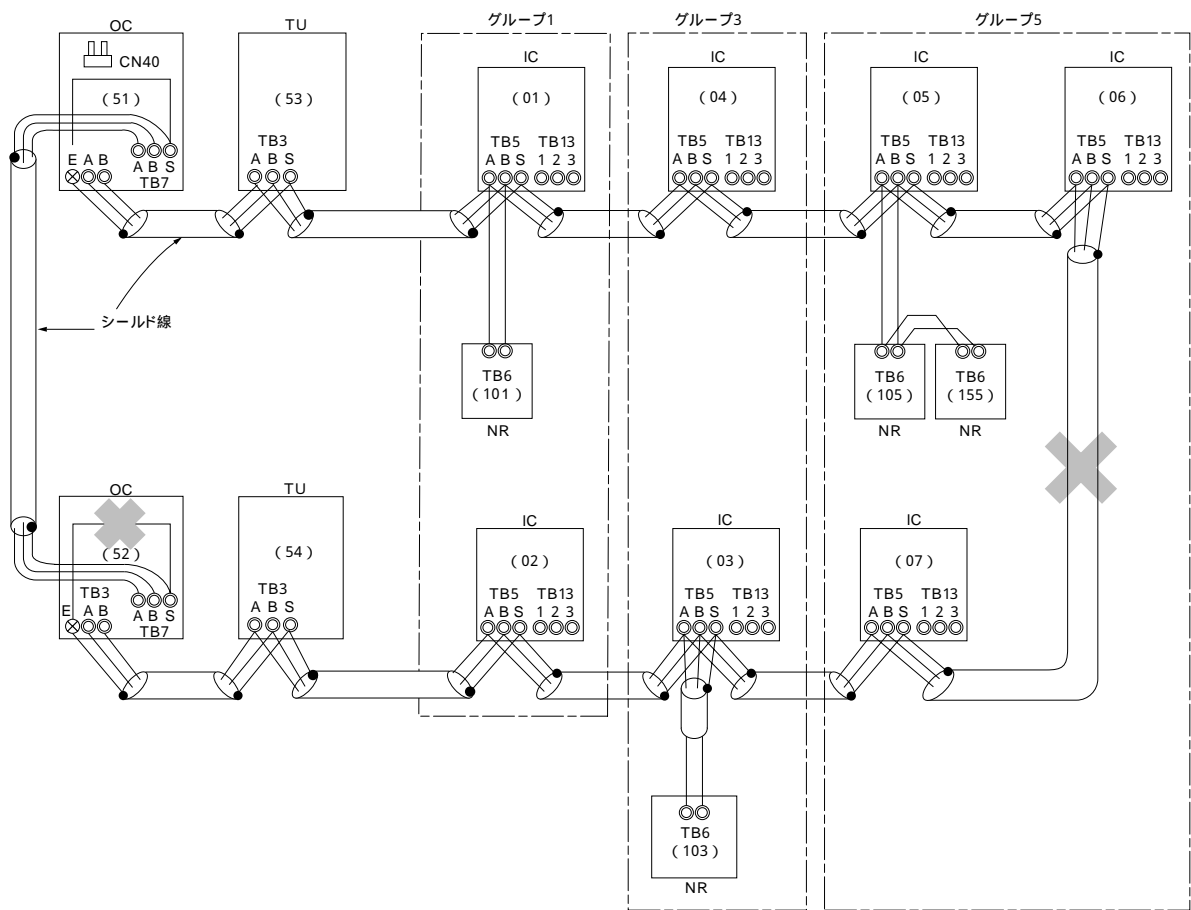 グループ1
グループ3
グループ5
OC
TU
IC
IC
IC
IC
CN40
(51)
(53)
(01)
(04)
(05)
(06)
TB3
TB5 TB13
TB5 TB13
TB5 TB13
TB5 TB13
E A B
A B S
TB7
A B S
A B S 1 2 3
A B S 1 2 3
A B S 1 2 3
A B S 1 2 3
シールド線
TB6
(101)
NR
TB6
(105)
NR
TB6
(155)
NR
OC
TU
IC
IC
IC
(52)
(54)
(02)
(03)
(07)
TB3
TB3
TB5 TB13
TB5 TB13
TB5 TB13
E A B
A B S
TB7
A B S
A B S 1 2 3
A B S 1 2 3
A B S 1 2 3
TB6
(103)
NR